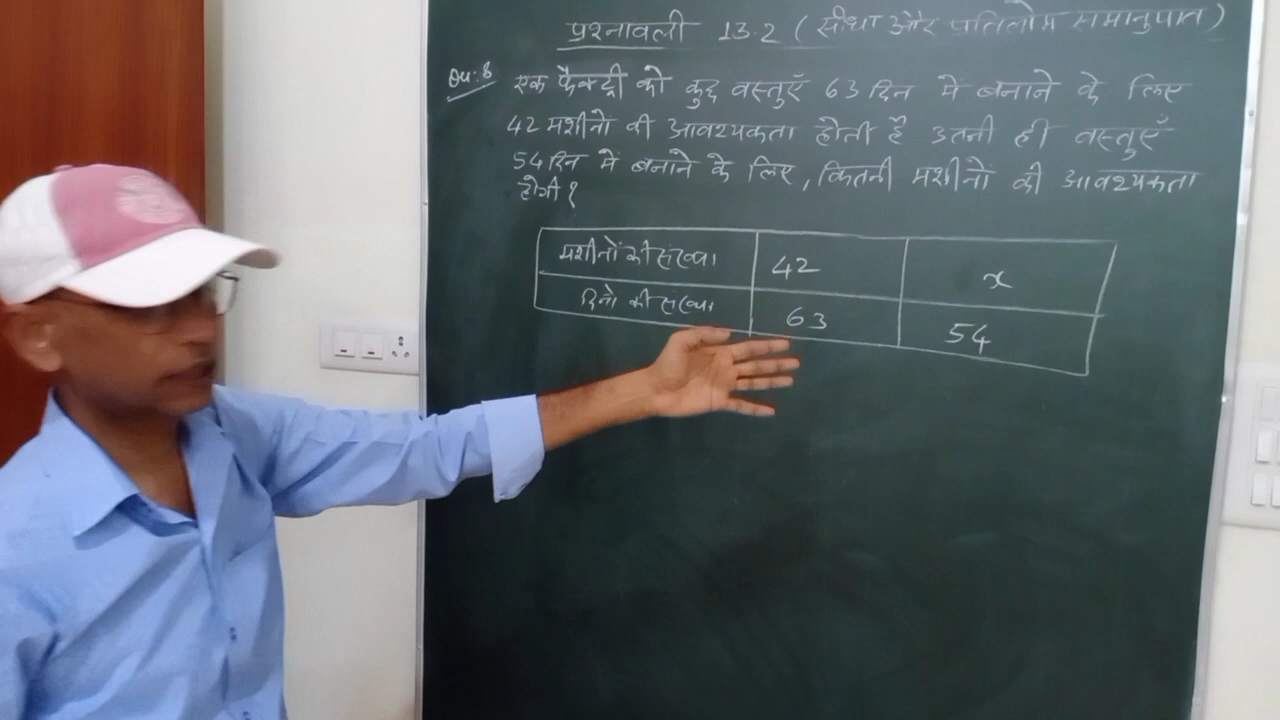 प्रश्नावली 13.2 (सीधा और प्रतिलोम समानुपात)
Qu:8 एक फैक्ट्री को कुछ वस्तुएँ 63 दिन में बनाने के लिए
42 मशीनों की आवश्यकता होती है उतनी ही वस्तुएँ
54 दिन में बनाने के लिए, कितनी मशीनों की आवश्यकता
होगी ?
मशीनों की संख्या 42 x
दिनों की संख्या 63 54